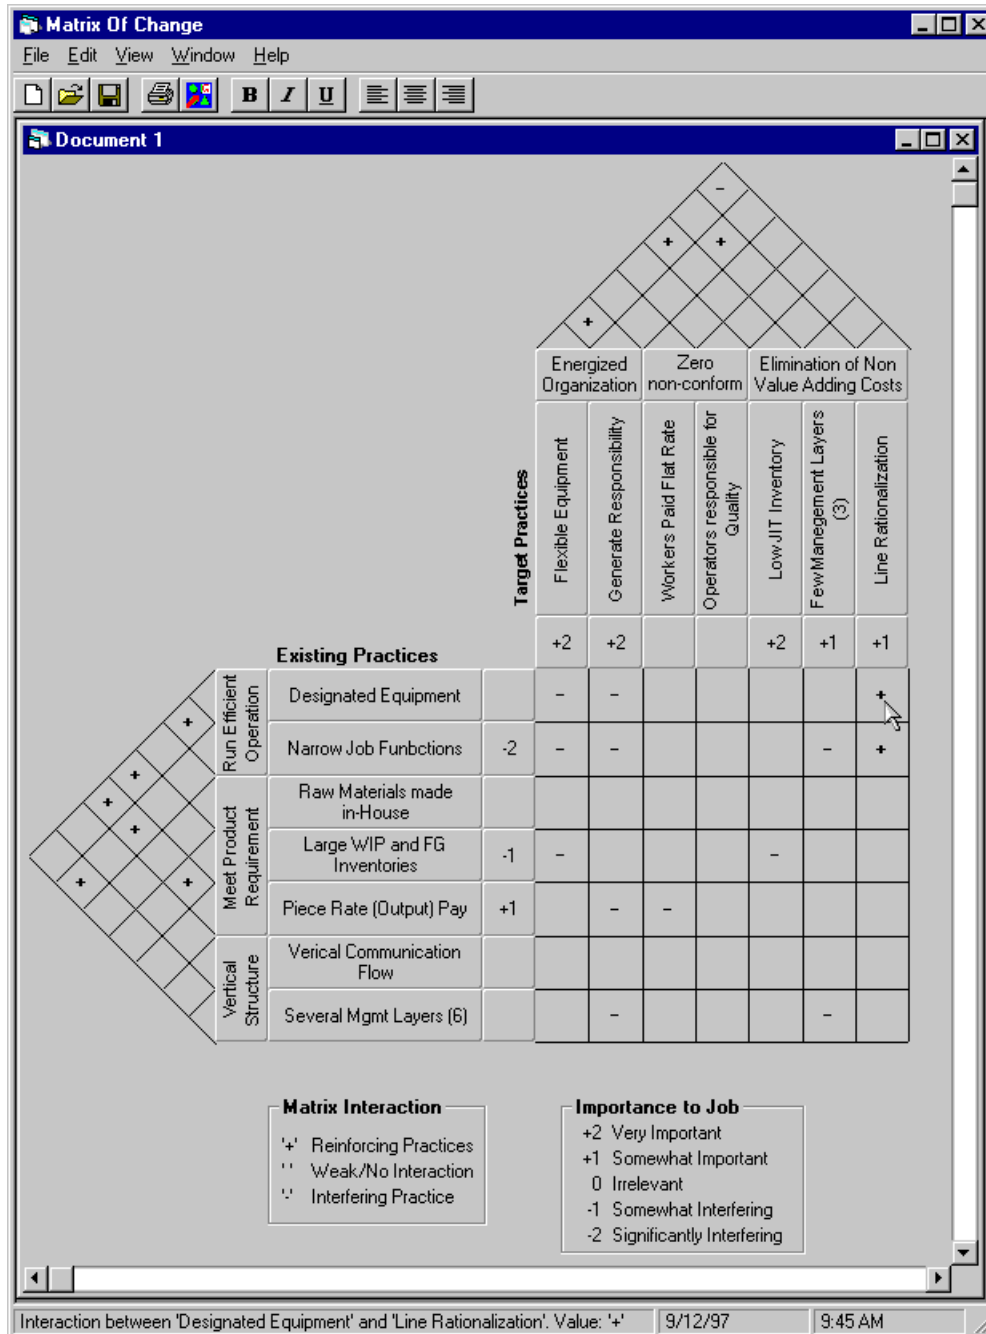 Matrix Of Change
File Edit View Window Help
B I U
Document 1
−
+ +
+
Energized Organization
Zero non-conform
Elimination of Non Value Adding Costs
Target Practices
Flexible Equipment
Generate Responsibility
Workers Paid Flat Rate
Operators responsible for Quality
Low JIT Inventory
Few Manegement Layers (3)
Line Rationalization
Existing Practices
+2 +2 +2 +1 +1
Run Efficient Operation
Designated Equipment − − +
Narrow Job Funbctions -2 − − − +
Meet Product Requirement
Raw Materials made in-House
Large WIP and FG Inventories -1 − −
Piece Rate (Output) Pay +1 − −
Vertical Structure
Verical Communication Flow
Several Mgmt Layers (6) − −
+
+
+
+
+ +
Matrix Interaction
'+' Reinforcing Practices
' ' Weak/No Interaction
'-' Interfering Practice
Importance to Job
+2 Very Important
+1 Somewhat Important
0 Irrelevant
-1 Somewhat Interfering
-2 Significantly Interfering
Interaction between 'Designated Equipment' and 'Line Rationalization'. Value: '+' 9/12/97 9:45 AM